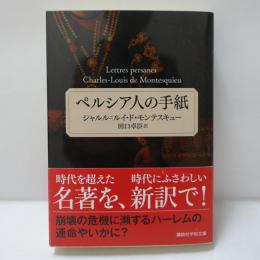 Lettres persanes
Charles-Louis de Montesquieu
ペルシア人の手紙
シャルル=ルイ・ド・モンテスキュー
田口卓臣 訳
時代を超えた 時代にふさわしい
名著を、新訳で!
崩壊の危機に瀕するハーレムの
運命やいかに?
講談社学術文庫